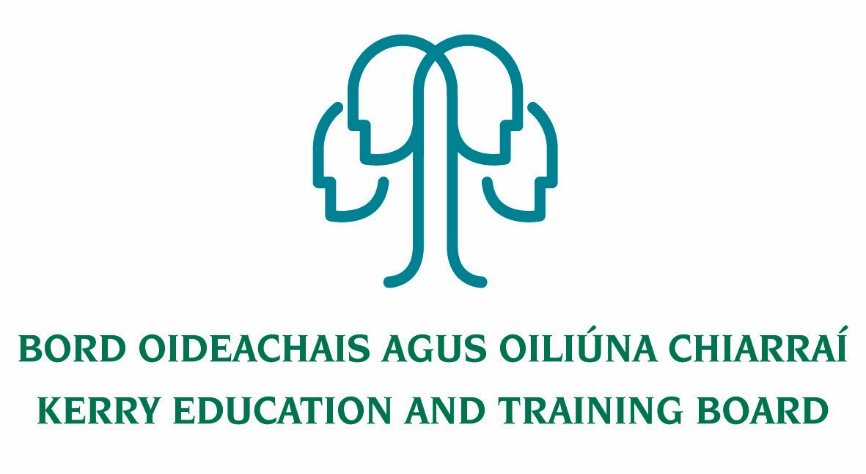 BORD OIDEACHAIS AGUS OILIÚNA CHIARRAÍ
KERRY EDUCATION AND TRAINING BOARD